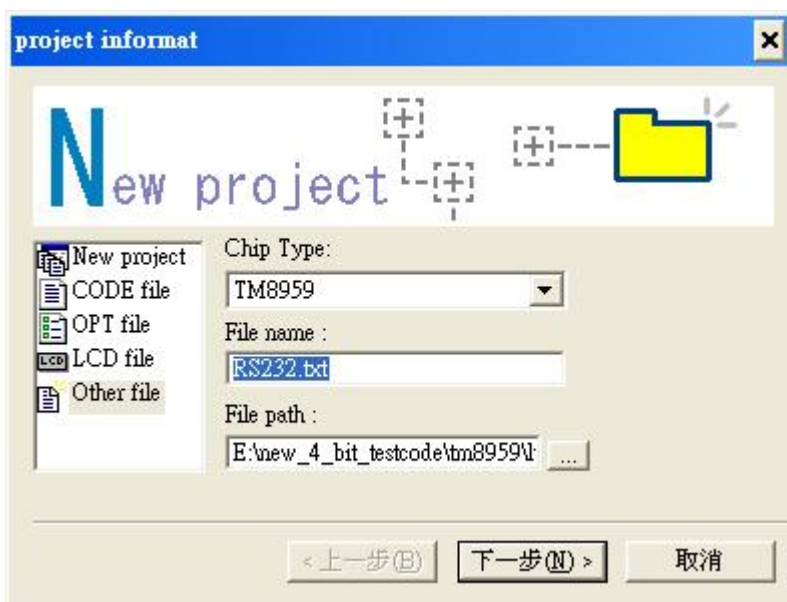 project informat
New project
New project
CODE file
OPT file
LCD LCD file
Other file
Chip Type:
TM8959
File name :
RS232.txt
File path :
E:\new_4_bit_testcode\tm8959\
...
<上一步(B)
下一步(N) >
取消